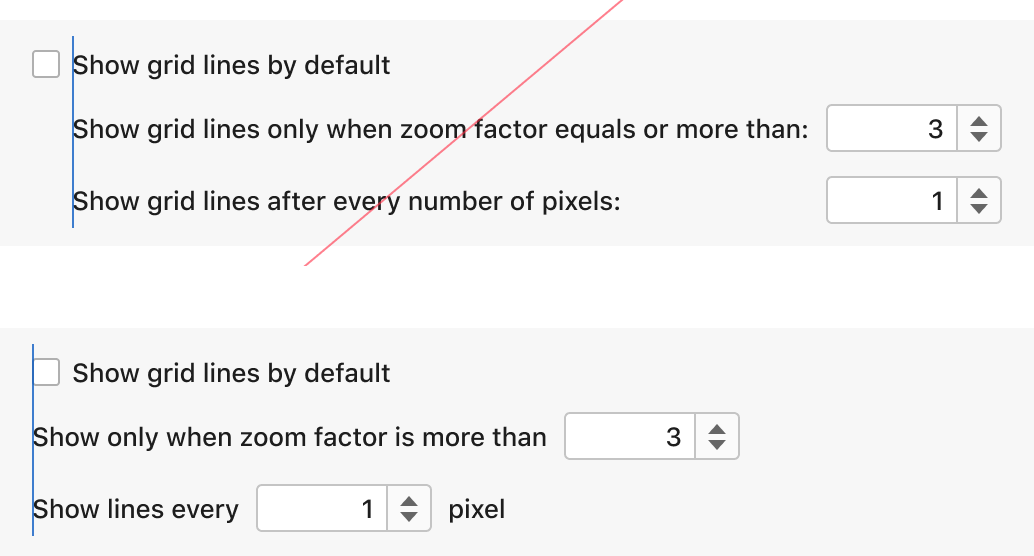 Show grid lines by default
Show grid lines only when zoom factor equals or more than: 3
Show grid lines after every number of pixels: 1
Show grid lines by default
Show only when zoom factor is more than 3
Show lines every 1 pixel